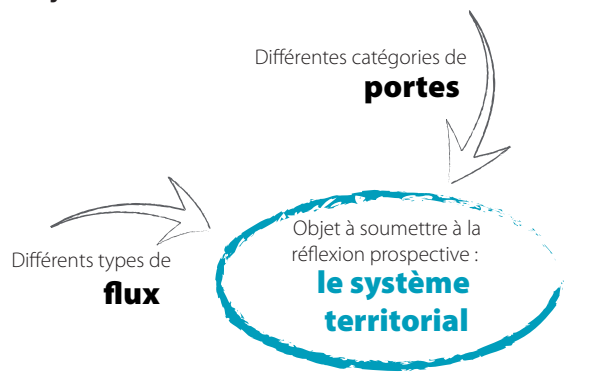 Différentes catégories de
portes
Objet à soumettre à la
réflexion prospective :
le système
territorial
Différents types de
flux